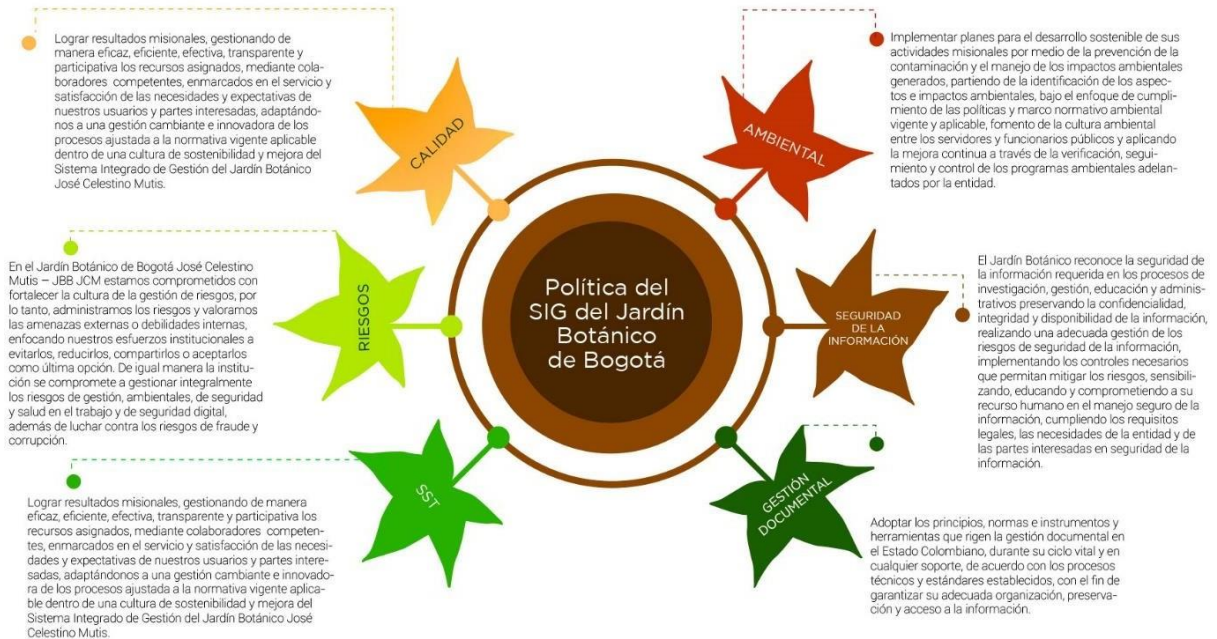 Lograr resultados misionales, gestionando de
manera eficaz, eficiente, efectiva, transparente y
participativa los recursos asignados, mediante cola-
boradores competentes, enmarcados en el servicio y
satisfacción de las necesidades y expectativas de
nuestros usuarios y partes interesadas, adaptándo-
nos a una gestión cambiante e innovadora de los
procesos ajustada a la normativa vigente aplicable
dentro de una cultura de sostenibilidad y mejora del
Sistema Integrado de Gestión del Jardín Botánico
José Celestino Mutis.
CALIDAD
AMBIENTAL
Implementar planes para el desarrollo sostenible de sus
actividades misionales por medio de la prevención de la
contaminación y el manejo de los impactos ambientales
generados, partiendo de la identificación de los aspec-
tos e impactos ambientales, bajo el enfoque de cumpli-
miento de las políticas y marco normativo ambiental
vigente y aplicable, fomento de la cultura ambiental
entre los servidores y funcionarios públicos y aplicando
la mejora continua a través de la verificación, segui-
miento y control de los programas ambientales adelan-
tados por la entidad.
En el Jardín Botánico de Bogotá José Celestino
Mutis – JBB JCM estamos comprometidos con
fortalecer la cultura de la gestión de riesgos, por
lo tanto, administramos los riesgos y valoramos
las amenazas externas o debilidades internas,
enfocando nuestros esfuerzos institucionales a
evitarlos, reducirlos, compartirlos o aceptarlos
como última opción. De igual manera la institu-
ción se compromete a gestionar integralmente
los riesgos de gestión, ambientales, de seguridad
y salud en el trabajo y de seguridad digital,
además de luchar contra los riesgos de fraude y
corrupción.
RIESGOS
Política del
SIG del Jardín
Botánico
de Bogotá
SEGURIDAD
DE LA
INFORMACIÓN
El Jardín Botánico reconoce la seguridad de
la información requerida en los procesos de
investigación, gestión, educación y adminis-
trativos preservando la confidencialidad,
integridad y disponibilidad de la información,
realizando una adecuada gestión de los
riesgos de seguridad de la información,
implementando los controles necesarios
que permitan mitigar los riesgos, sensibili-
zando, educando y comprometiendo a su
recurso humano en el manejo seguro de la
información, cumpliendo los requisitos
legales, las necesidades de la entidad y de
las partes interesadas en seguridad de la
información.
Lograr resultados misionales, gestionando de manera
eficaz, eficiente, efectiva, transparente y participativa los
recursos asignados, mediante colaboradores competen-
tes, enmarcados en el servicio y satisfacción de las necesi-
dades y expectativas de nuestros usuarios y partes intere-
sadas, adaptándonos a una gestión cambiante e innovado-
ra de los procesos ajustada a la normativa vigente aplica-
ble dentro de una cultura de sostenibilidad y mejora del
Sistema Integrado de Gestión del Jardín Botánico José
Celestino Mutis.
SST
GESTIÓN
DOCUMENTAL
Adoptar los principios, normas e instrumentos y
herramientas que rigen la gestión documental en
el Estado Colombiano, durante su ciclo vital y en
cualquier soporte, de acuerdo con los procesos
técnicos y estándares establecidos, con el fin de
garantizar su adecuada organización, preserva-
ción y acceso a la información.